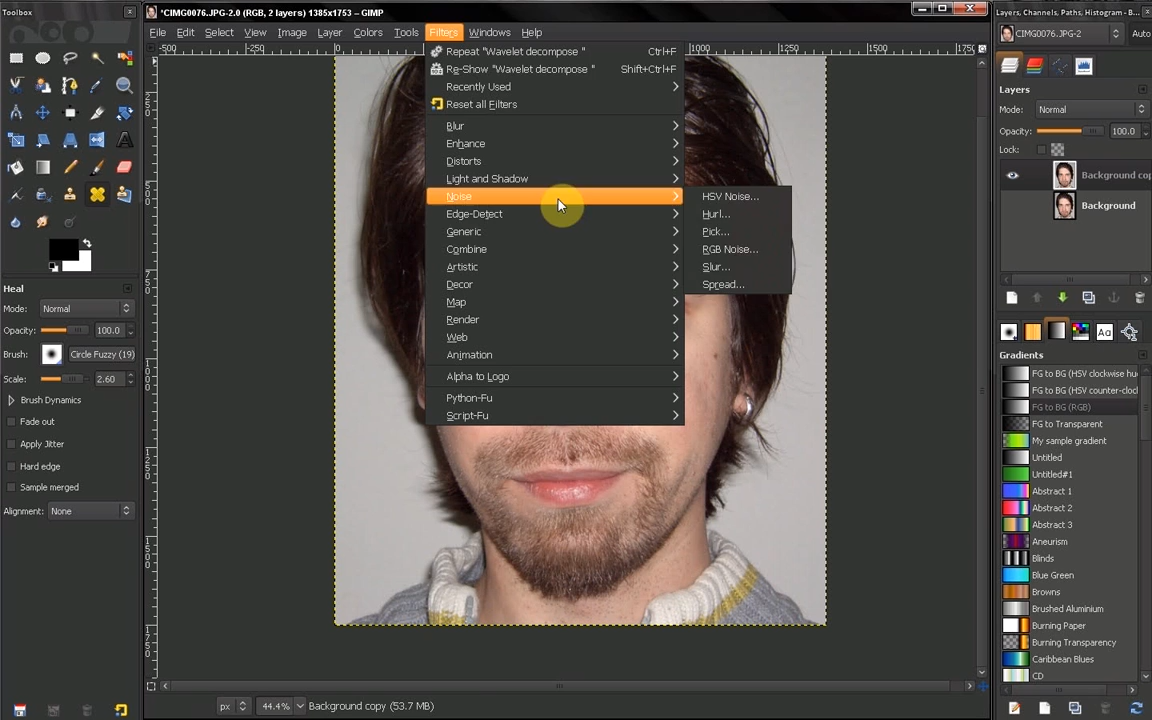 Toolbox
*CIMG0076.JPG-2.0 (RGB, 2 layers) 1385x1753 – GIMP
Layers, Channels, Paths, Histogram - B...
File Edit Select View Image Layer Colors Tools Filters Windows Help
CIMG0076.JPG-2
Auto
-500 -250 0 1000 1250 1750
Repeat "Wavelet decompose " Ctrl+F
Re-Show "Wavelet decompose " Shift+Ctrl+F
Recently Used
Reset all Filters
Blur
Enhance
Distorts
Light and Shadow
Noise
Edge-Detect
Generic
Combine
Artistic
Decor
Map
Render
Web
Animation
Alpha to Logo
Python-Fu
Script-Fu
HSV Noise...
Hurl...
Pick...
RGB Noise...
Slur...
Spread...
Heal
Mode: Normal
Opacity: 100.0
Brush: Circle Fuzzy (19)
Scale: 2.60
Brush Dynamics
Fade out
Apply Jitter
Hard edge
Sample merged
Alignment: None
Layers
Mode: Normal
Opacity: 100.0
Lock:
Background cop
Background
Gradients
FG to BG (HSV clockwise hu
FG to BG (HSV counter-cloc
FG to BG (RGB)
FG to Transparent
My sample gradient
Untitled
Untitled#1
Abstract 1
Abstract 2
Abstract 3
Aneurism
Blinds
Blue Green
Browns
Brushed Aluminium
Burning Paper
Burning Transparency
Caribbean Blues
CD
px 44.4% Background copy (53.7 MB)